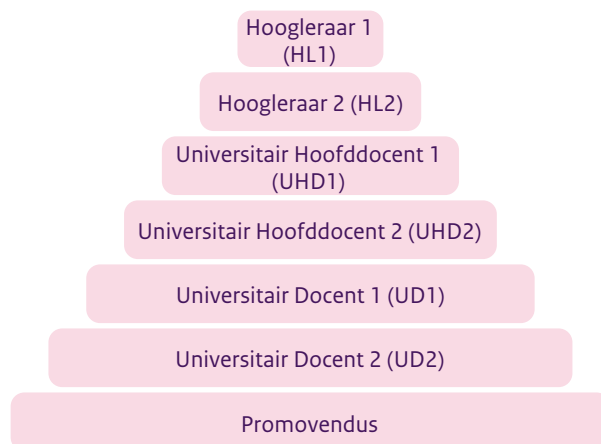 Hoogleraar 1
(HL1)
Hoogleraar 2 (HL2)
Universitair Hoofddocent 1
(UHD1)
Universitair Hoofddocent 2 (UHD2)
Universitair Docent 1 (UD1)
Universitair Docent 2 (UD2)
Promovendus